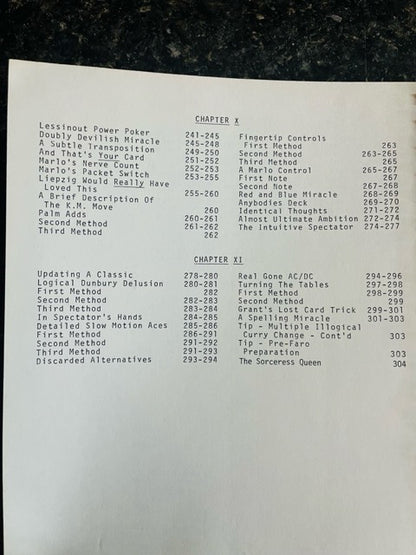 CHAPTER X
Lessinout Power Poker 241-245
Doubly Devilish Miracle 245-248
A Subtle Transposition 249-250
And That's Your Card 251-252
Marlo's Nerve Count 252-253
Marlo's Packet Switch 253-255
Liepzig Would Really Have
Loved This 255-260
A Brief Description Of
The K.M. Move 260
Palm Adds 260-261
Second Method 261-262
Third Method 262
Fingertip Controls
First Method 263
Second Method 263-265
Third Method 265
A Marlo Control 265-267
First Note 267
Second Note 267-268
Red and Blue Miracle 268-269
Anybodies Deck 269-270
Identical Thoughts 271-272
Almost Ultimate Ambition 272-274
The Intuitive Spectator 274-277
CHAPTER XI
Updating A Classic 278-280
Logical Dunbury Delusion 280-281
First Method 282
Second Method 282-283
Third Method 283-284
In Spectator's Hands 284-285
Detailed Slow Motion Aces 285-286
First Method 286-291
Second Method 291-292
Third Method 291-293
Discarded Alternatives 293-294
Real Gone AC/DC 294-296
Turning The Tables 297-298
First Method 298-299
Second Method 299
Grant's Lost Card Trick 299-301
A Spelling Miracle 301-303
Tip - Multiple Illogical
Curry Change - Cont'd 303
Tip - Pre-Faro
Preparation 303
The Sorceress Queen 304